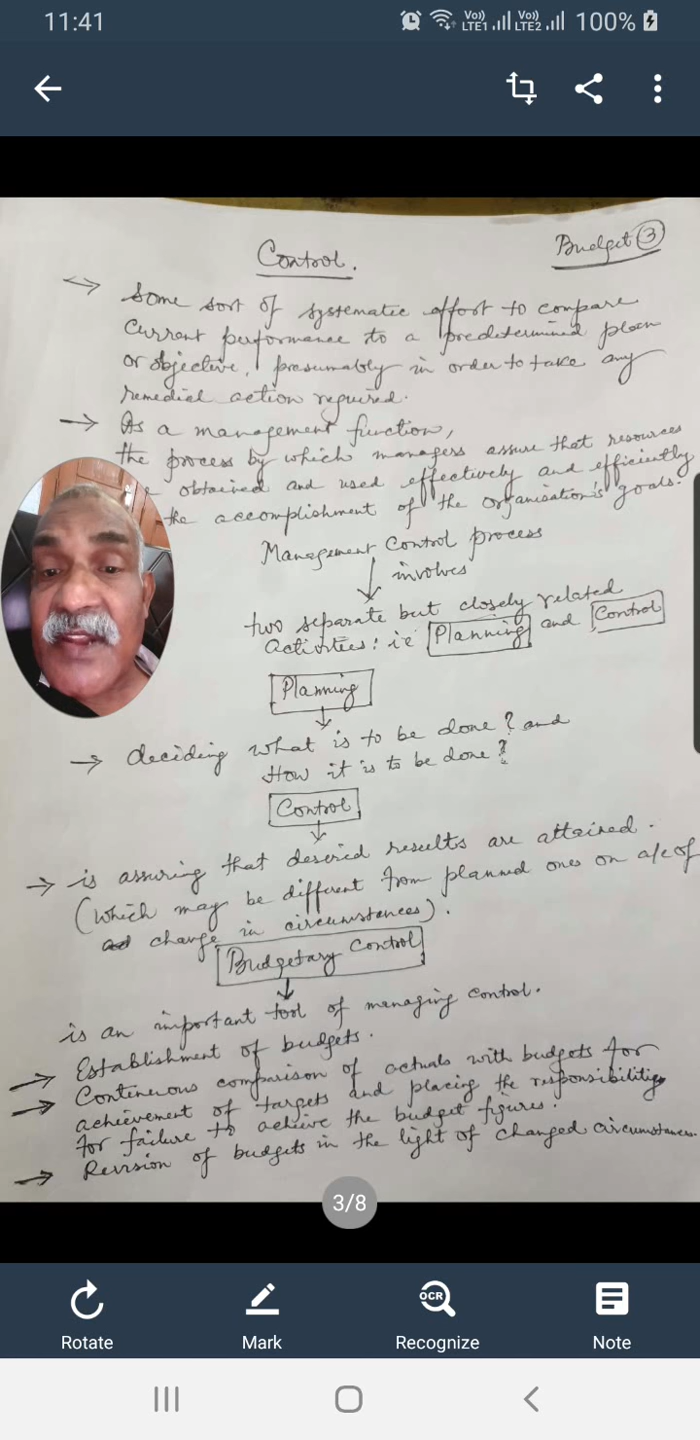 11:41
Vo)) LTE1 Vo)) LTE2 100%
Control.
Budget 3
→ Some sort of systematic effort to compare
current performance to a predetermined plan
or objective, presumably in order to take any
remedial action required.
→ As a management function,
the process by which managers assure that resources
obtained and used effectively and efficiently
the accomplishment of the organisation's goals.
Management Control process
involves
two separate but closely related
activities: ie Planning and Control
Planning
→ deciding what is to be done? and
How it is to be done?
Control
→ is assuring that desired results are attained.
(which may be different from planned ones on a/c of
change in circumstances).
Budgetary Control
is an important tool of managing control.
→ Establishment of budgets.
→ Continuous comparison of actuals with budgets for
achievement of targets and placing the responsibilities
for failure to achieve the budget figures.
→ Revision of budgets in the light of changed circumstances.
3/8
OCR
Rotate Mark Recognize Note